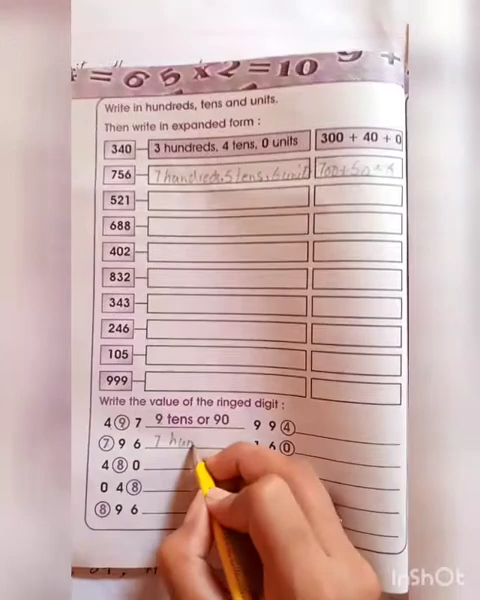 = 6 5 x 2 = 10 9 +
Write in hundreds, tens and units.
Then write in expanded form :
340 3 hundreds, 4 tens, 0 units 300 + 40 + 0
756 7 hundreds, 5 tens, 6 unit 700 + 50 +
521
688
402
832
343
246
105
999
Write the value of the ringed digit :
4 9 7 9 tens or 90 9 9 4
7 9 6 7 hun 6 0
4 8 0
0 4 8
8 9 6
InShOt